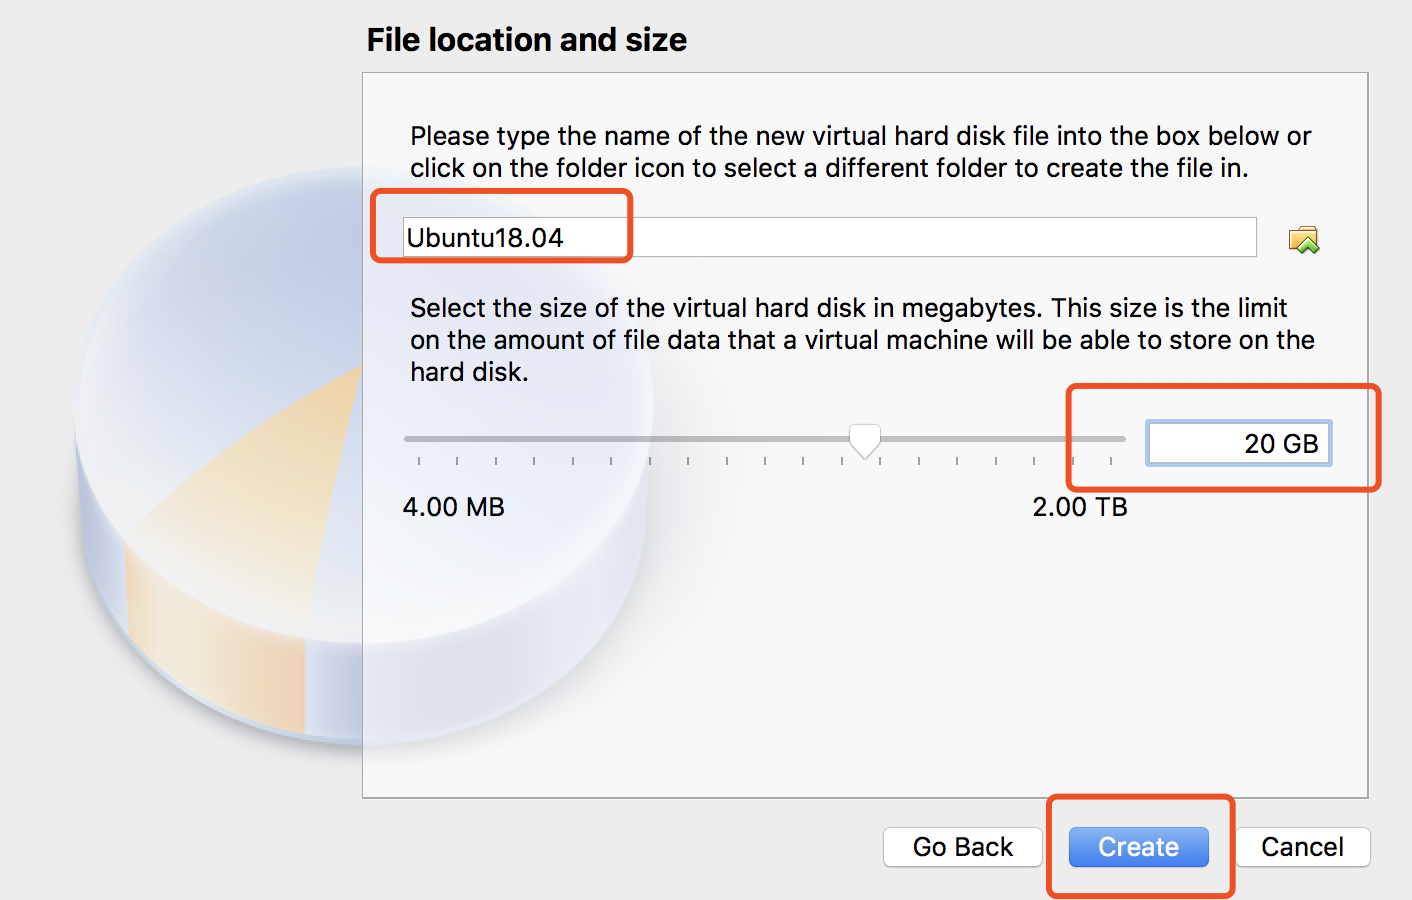 File location and size
Please type the name of the new virtual hard disk file into the box below or
click on the folder icon to select a different folder to create the file in.
Ubuntu18.04
Select the size of the virtual hard disk in megabytes. This size is the limit
on the amount of file data that a virtual machine will be able to store on the
hard disk.
20 GB
4.00 MB
2.00 TB
Go Back
Create
Cancel